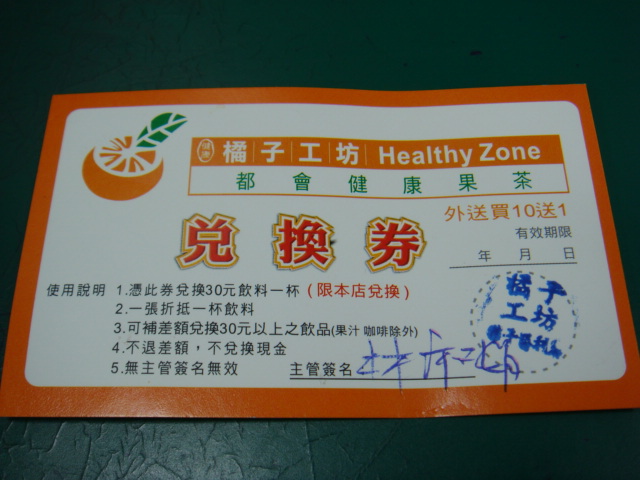 健康 橘子工坊 Healthy Zone
都會健康果茶
兌換券
外送買10送1
有效期限
年 月 日
使用說明 1.憑此券兌換30元飲料一杯(限本店兌換)
2.一張折抵一杯飲料
3.可補差額兌換30元以上之飲品(果汁 咖啡除外)
4.不退差額,不兌換現金
5.無主管簽名無效
主管簽名
橘子
工坊